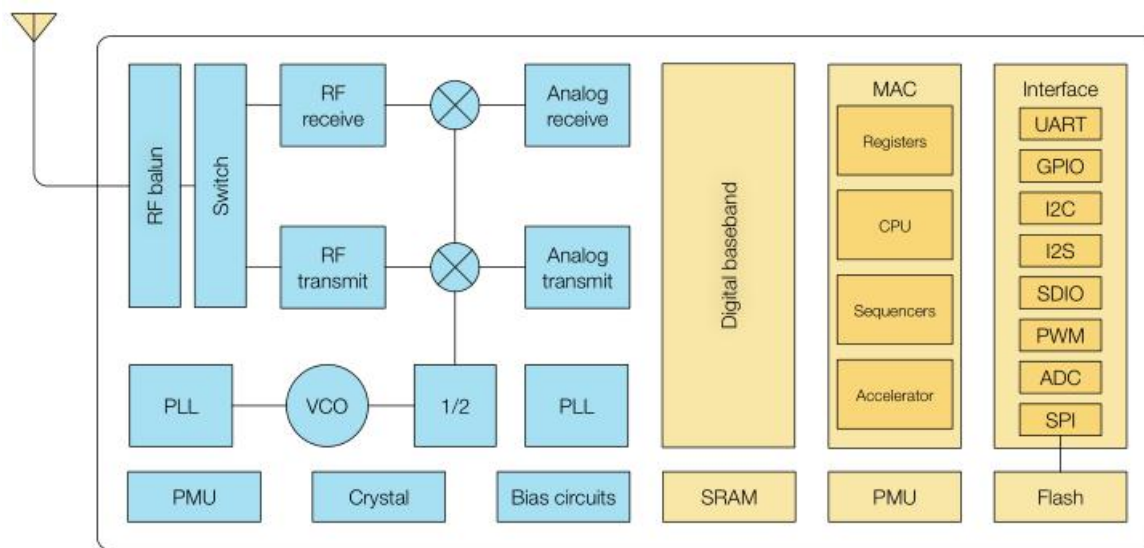 RF balun
Switch
RF
receive
Analog
receive
RF
transmit
Analog
transmit
PLL
VCO
1/2
PLL
PMU
Crystal
Bias circuits
Digital baseband
SRAM
MAC
Registers
CPU
Sequencers
Accelerator
PMU
Interface
UART
GPIO
I2C
I2S
SDIO
PWM
ADC
SPI
Flash